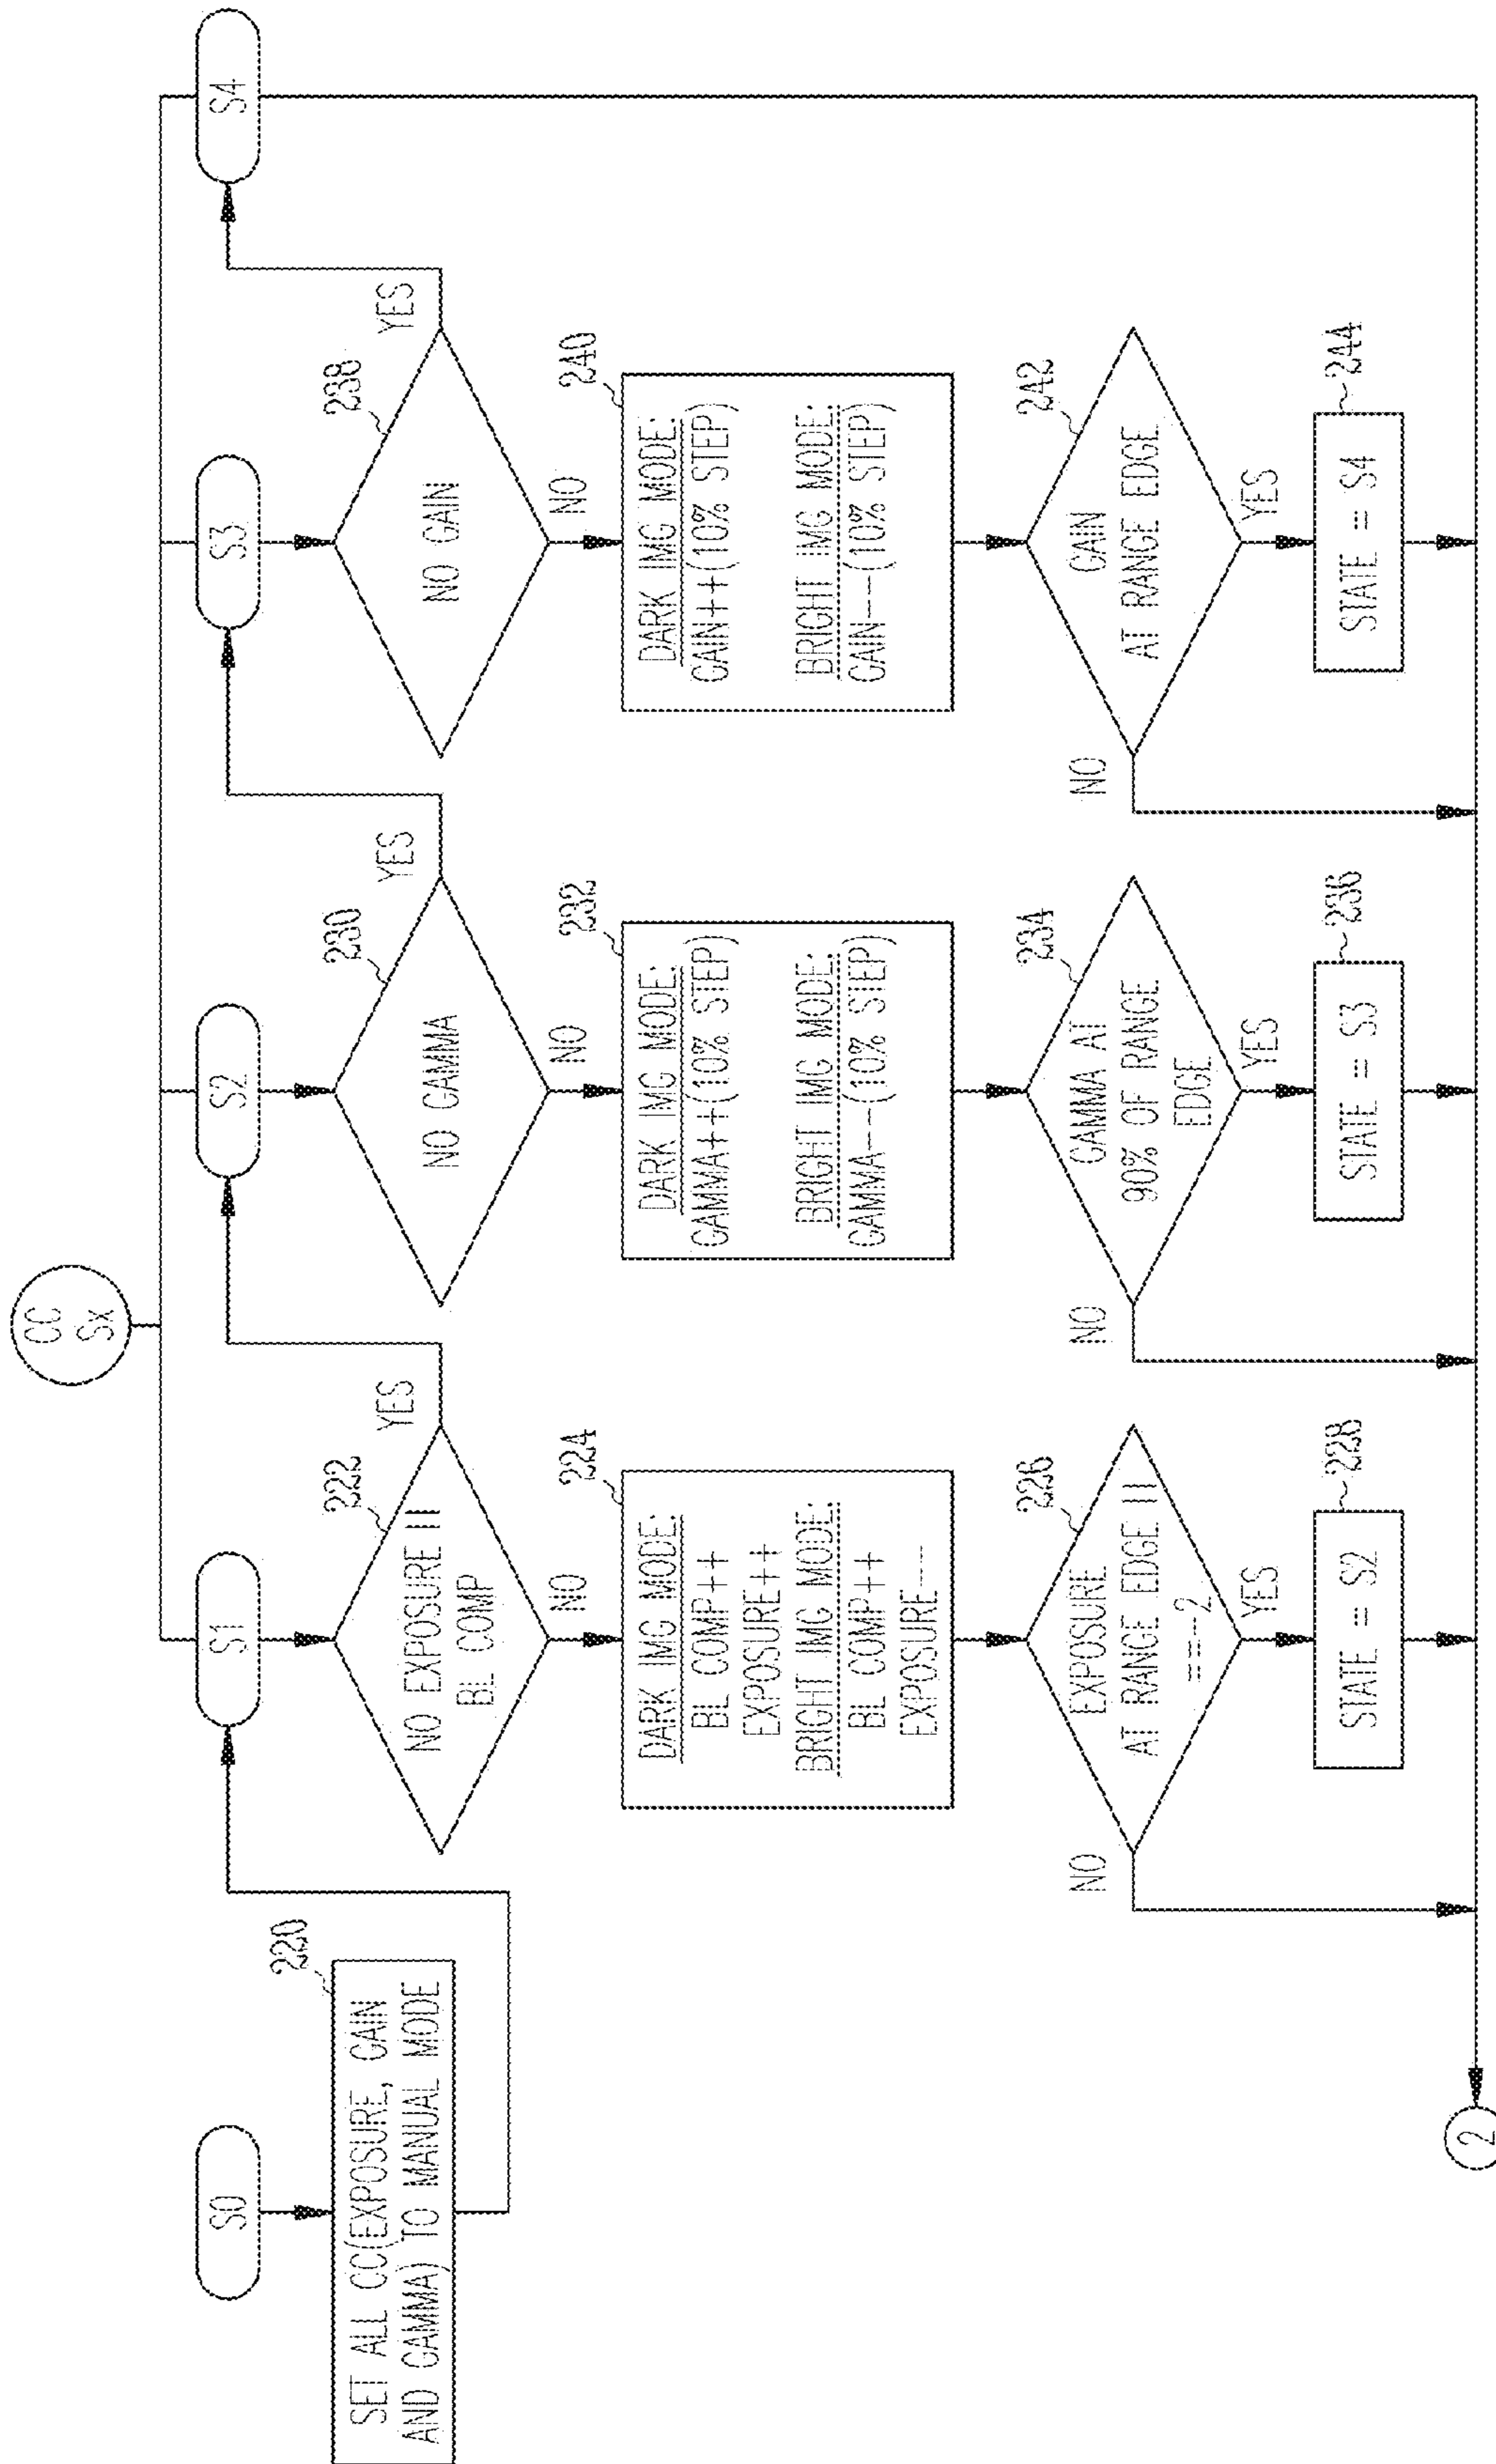 CC
Sx
S0
220
SET ALL CC(EXPOSURE, GAIN
AND GAMMA) TO MANUAL MODE
S1
222
NO EXPOSURE ||
BL COMP
YES
NO
224
DARK IMG MODE:
BL COMP++
EXPOSURE++
BRIGHT IMG MODE:
BL COMP++
EXPOSURE--
226
EXPOSURE
AT RANGE EDGE ||
==-2
NO
YES
STATE = S2
228
S2
230
NO GAMMA
YES
NO
232
DARK IMG MODE:
GAMMA++(10% STEP)
BRIGHT IMG MODE:
GAMMA--(10% STEP)
234
GAMMA AT
90% OF RANGE
EDGE
NO
YES
STATE = S3
236
S3
238
NO GAIN
YES
NO
240
DARK IMG MODE:
GAIN++(10% STEP)
BRIGHT IMG MODE:
GAIN--(10% STEP)
242
GAIN
AT RANGE EDGE
NO
YES
STATE = S4
244
S4
2